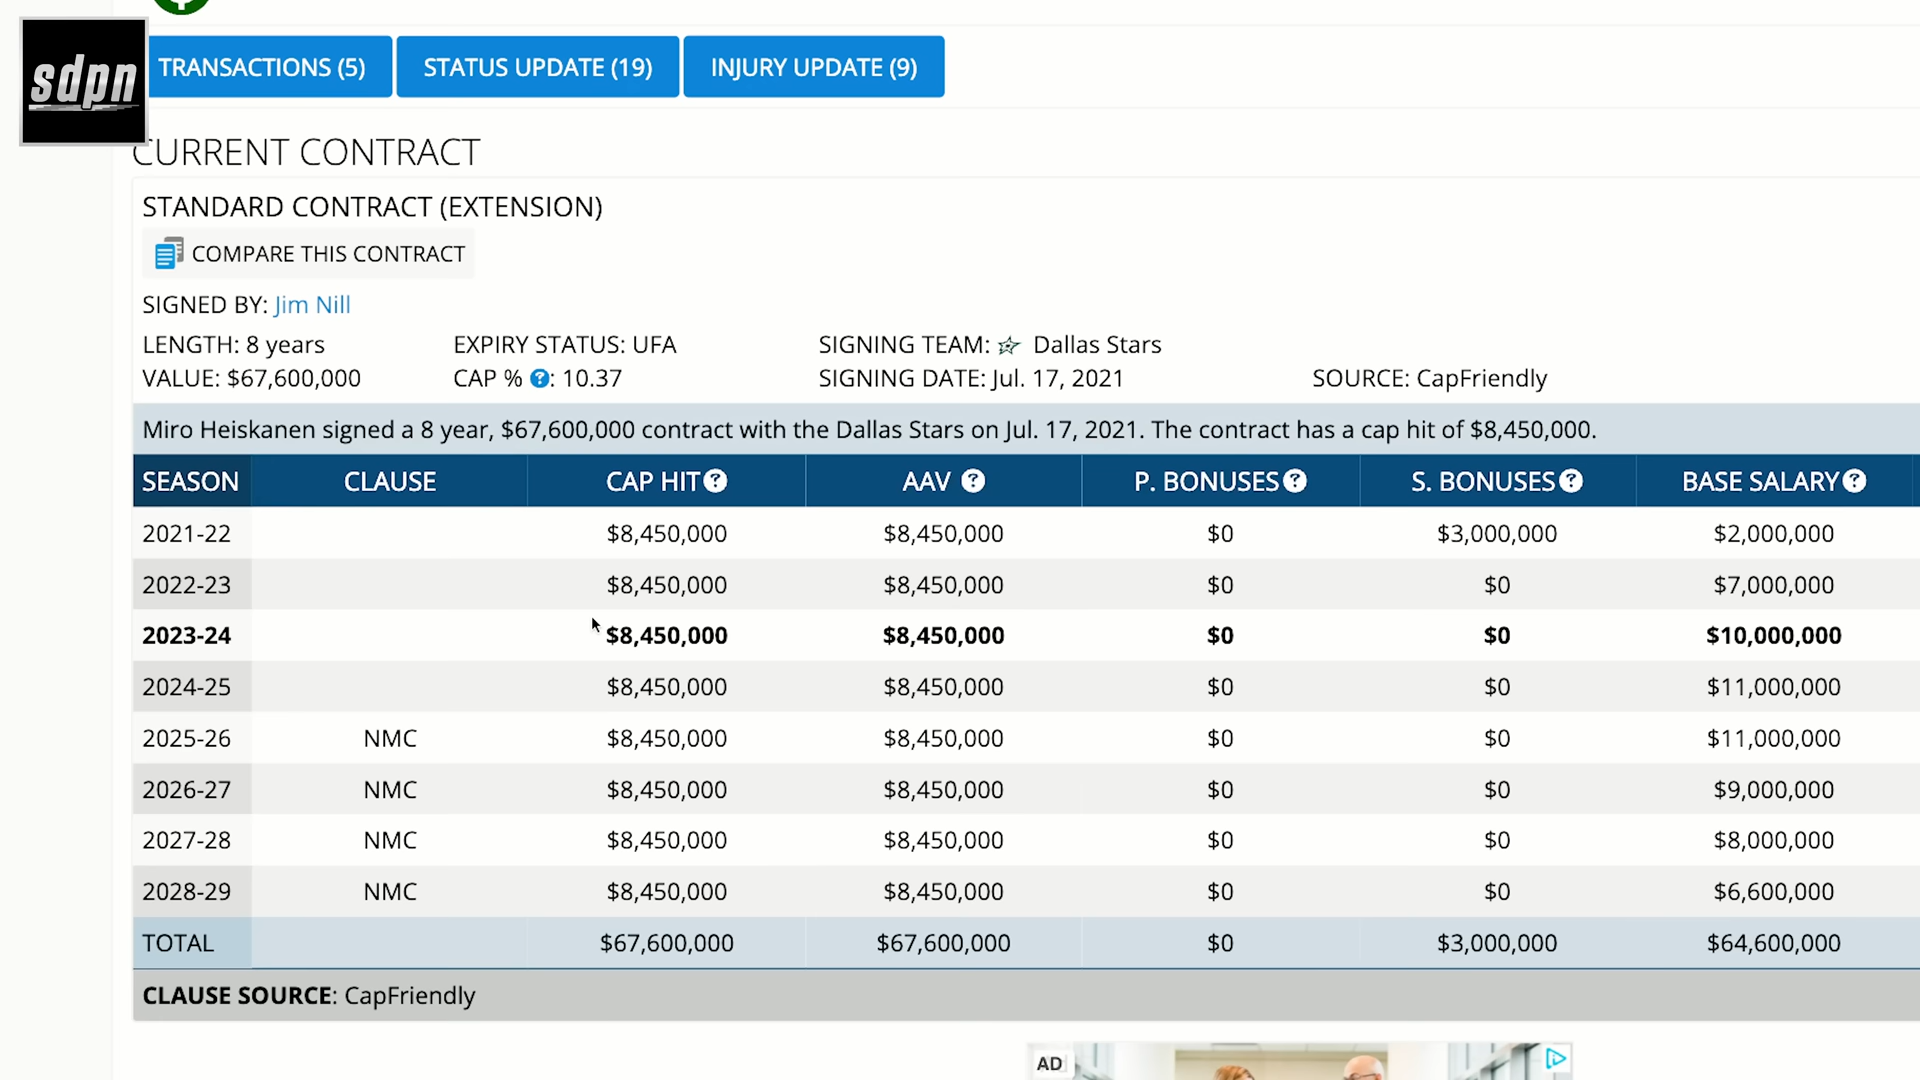 sdpn
TRANSACTIONS (5) STATUS UPDATE (19) INJURY UPDATE (9)
CURRENT CONTRACT
STANDARD CONTRACT (EXTENSION)
COMPARE THIS CONTRACT
SIGNED BY: Jim Nill
LENGTH: 8 years EXPIRY STATUS: UFA SIGNING TEAM: Dallas Stars
VALUE: $67,600,000 CAP % ?: 10.37 SIGNING DATE: Jul. 17, 2021 SOURCE: CapFriendly
Miro Heiskanen signed a 8 year, $67,600,000 contract with the Dallas Stars on Jul. 17, 2021. The contract has a cap hit of $8,450,000.
SEASON CLAUSE CAP HIT ? AAV ? P. BONUSES ? S. BONUSES ? BASE SALARY ?
2021-22 $8,450,000 $8,450,000 $0 $3,000,000 $2,000,000
2022-23 $8,450,000 $8,450,000 $0 $0 $7,000,000
2023-24 $8,450,000 $8,450,000 $0 $0 $10,000,000
2024-25 $8,450,000 $8,450,000 $0 $0 $11,000,000
2025-26 NMC $8,450,000 $8,450,000 $0 $0 $11,000,000
2026-27 NMC $8,450,000 $8,450,000 $0 $0 $9,000,000
2027-28 NMC $8,450,000 $8,450,000 $0 $0 $8,000,000
2028-29 NMC $8,450,000 $8,450,000 $0 $0 $6,600,000
TOTAL $67,600,000 $67,600,000 $0 $3,000,000 $64,600,000
CLAUSE SOURCE: CapFriendly
AD